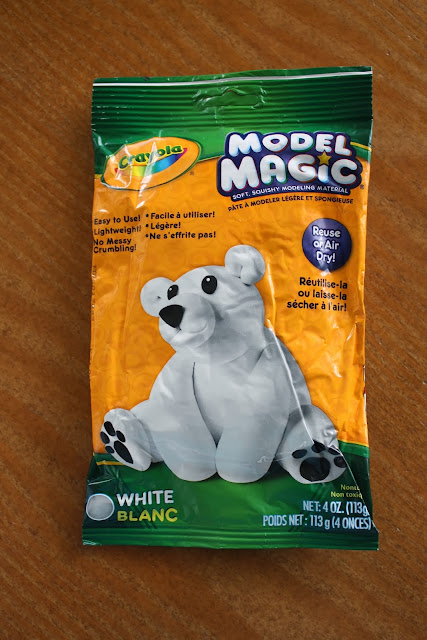 Crayola
MODEL
MAGIC®
SOFT, SQUISHY MODELING MATERIAL
PÂTE À MODELER LÉGÈRE ET SPONGIEUSE
Easy to Use!
Lightweight!
No Messy
Crumbling!
• Facile à utiliser!
• Légère!
• Ne s'effrite pas!
Reuse
or Air
Dry!
Réutilise-la
ou laisse-la
sécher à l'air!
WHITE
BLANC
Non toxic
NET: 4 OZ. (113g
POIDS NET : 113 g (4 ONCES)